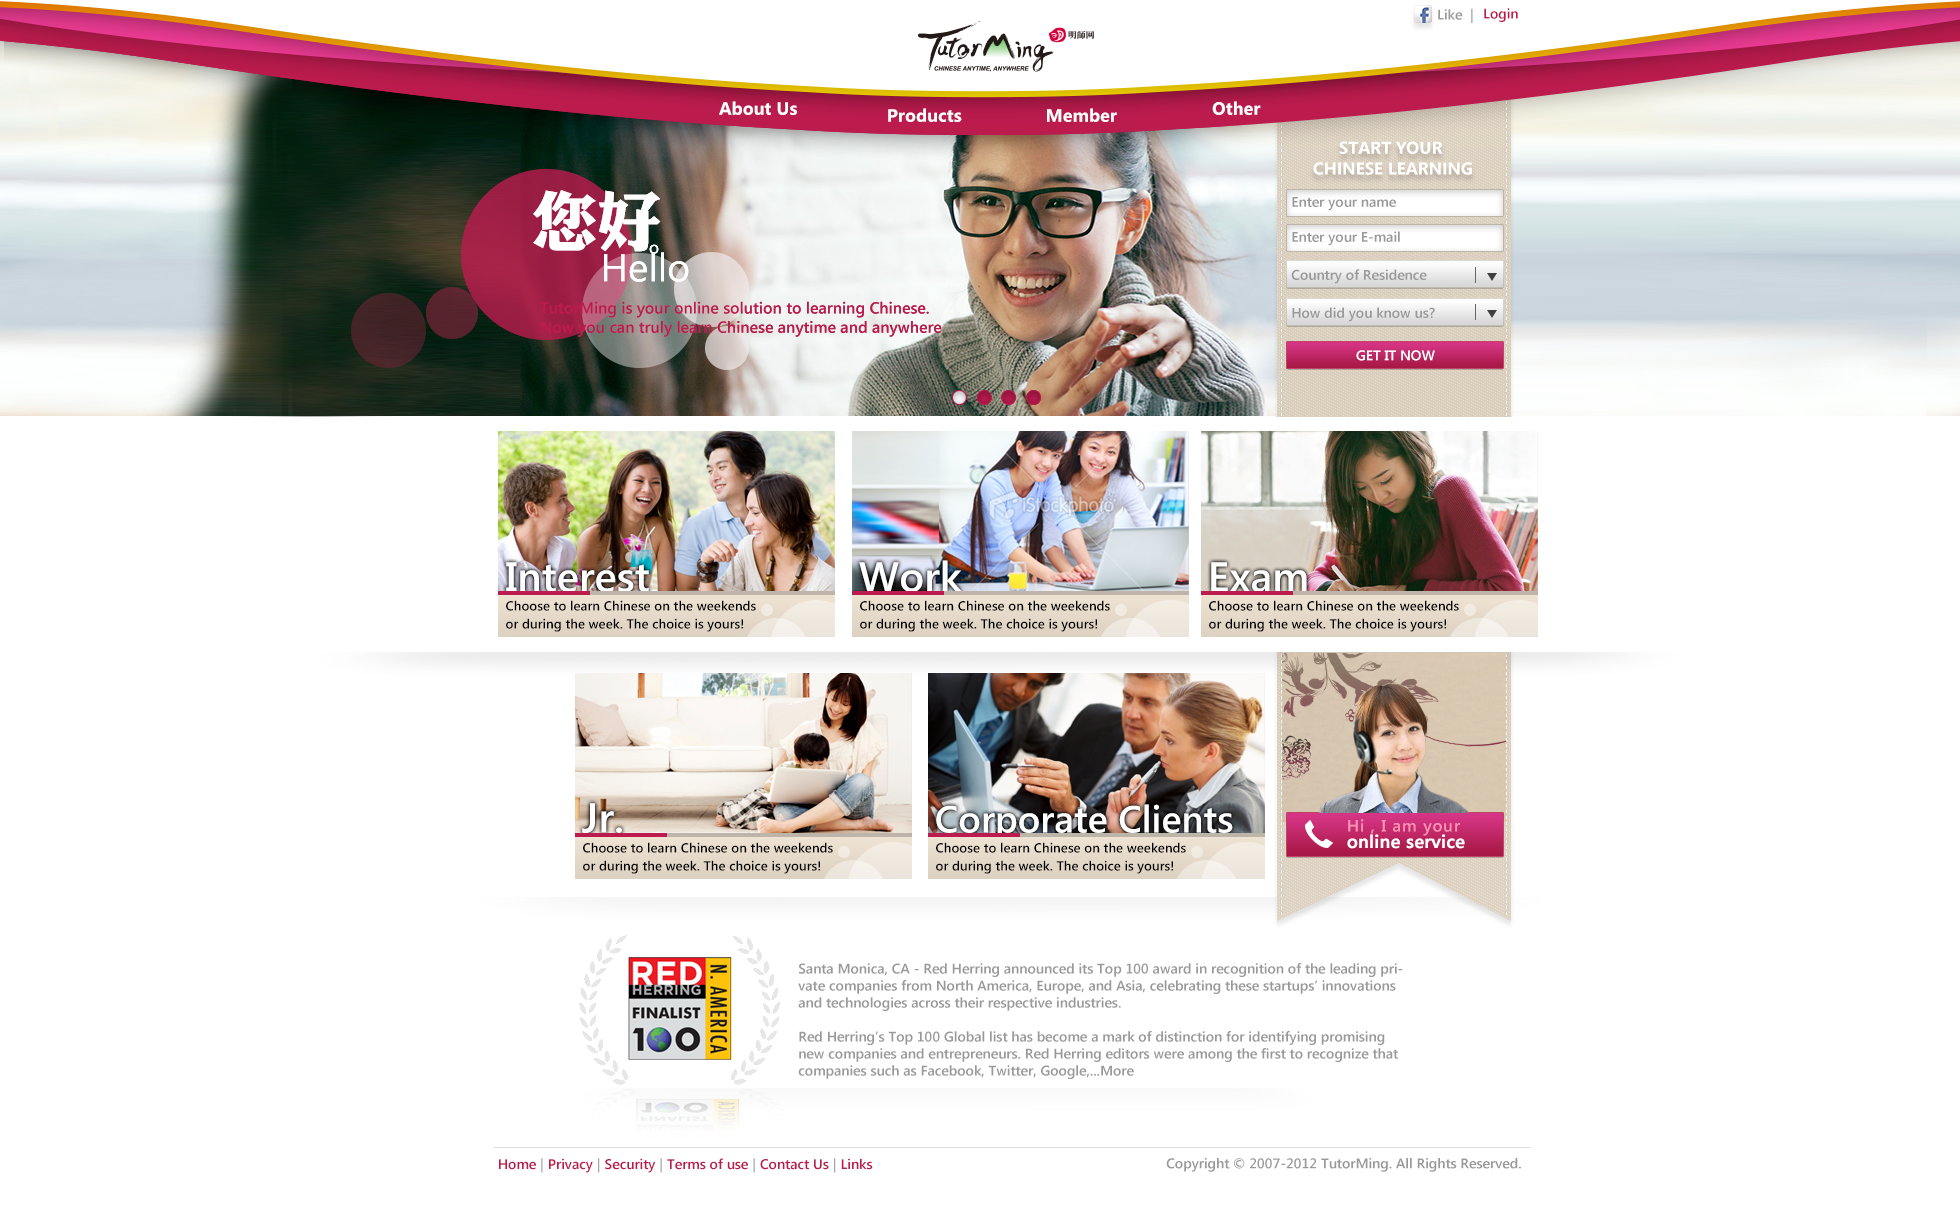 Like | Login
TutorMing 明師网
CHINESE ANYTIME, ANYWHERE
About Us
Products
Member
Other
您好。
Hello
TutorMing is your online solution to learning Chinese.
Now you can truly learn Chinese anytime and anywhere
START YOUR
CHINESE LEARNING
Enter your name
Enter your E-mail
Country of Residence
How did you know us?
GET IT NOW
Interest
Choose to learn Chinese on the weekends
or during the week. The choice is yours!
iStockphoto
Work
Choose to learn Chinese on the weekends
or during the week. The choice is yours!
Exam
Choose to learn Chinese on the weekends
or during the week. The choice is yours!
Jr.
Choose to learn Chinese on the weekends
or during the week. The choice is yours!
Corporate Clients
Choose to learn Chinese on the weekends
or during the week. The choice is yours!
Hi , I am your
online service
RED
HERRING
FINALIST
100
N. AMERICA
Santa Monica, CA - Red Herring announced its Top 100 award in recognition of the leading pri-
vate companies from North America, Europe, and Asia, celebrating these startups’ innovations
and technologies across their respective industries.
Red Herring’s Top 100 Global list has become a mark of distinction for identifying promising
new companies and entrepreneurs. Red Herring editors were among the first to recognize that
companies such as Facebook, Twitter, Google,...More
Home | Privacy | Security | Terms of use | Contact Us | Links
Copyright © 2007-2012 TutorMing. All Rights Reserved.